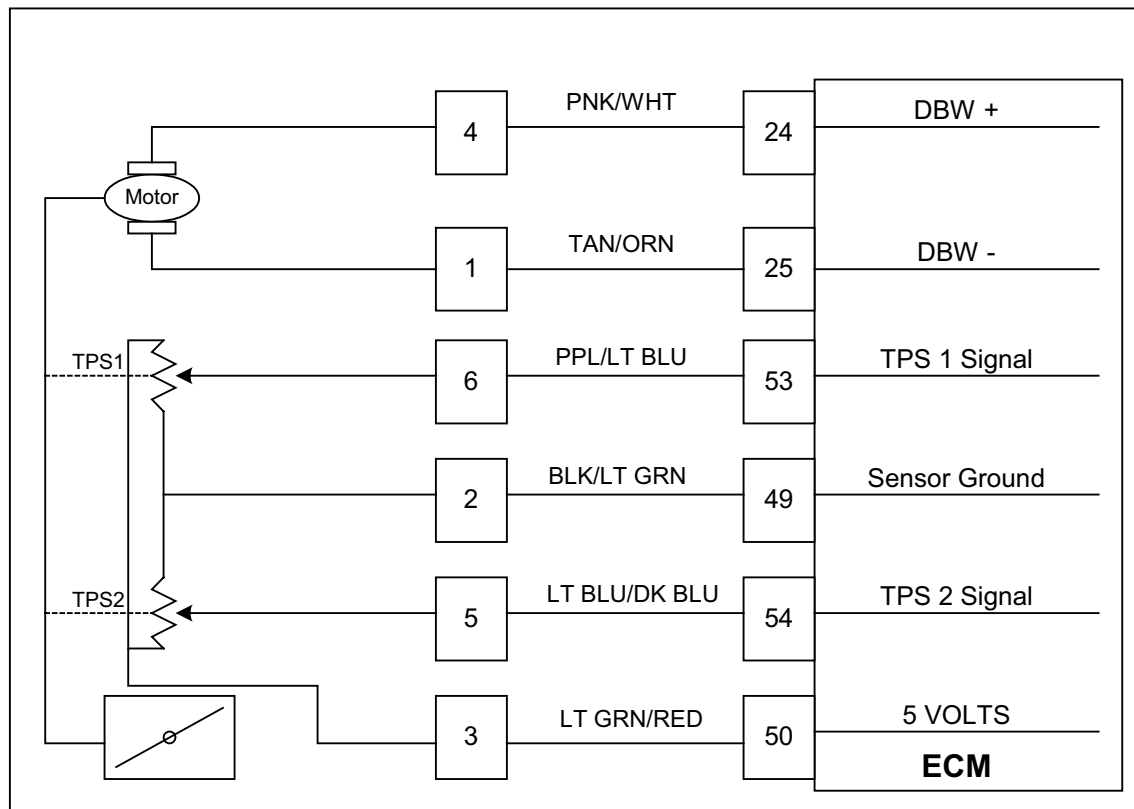 4 PNK/WHT 24 DBW +
Motor
1 TAN/ORN 25 DBW -
TPS1 6 PPL/LT BLU 53 TPS 1 Signal
2 BLK/LT GRN 49 Sensor Ground
TPS2 5 LT BLU/DK BLU 54 TPS 2 Signal
3 LT GRN/RED 50 5 VOLTS
ECM